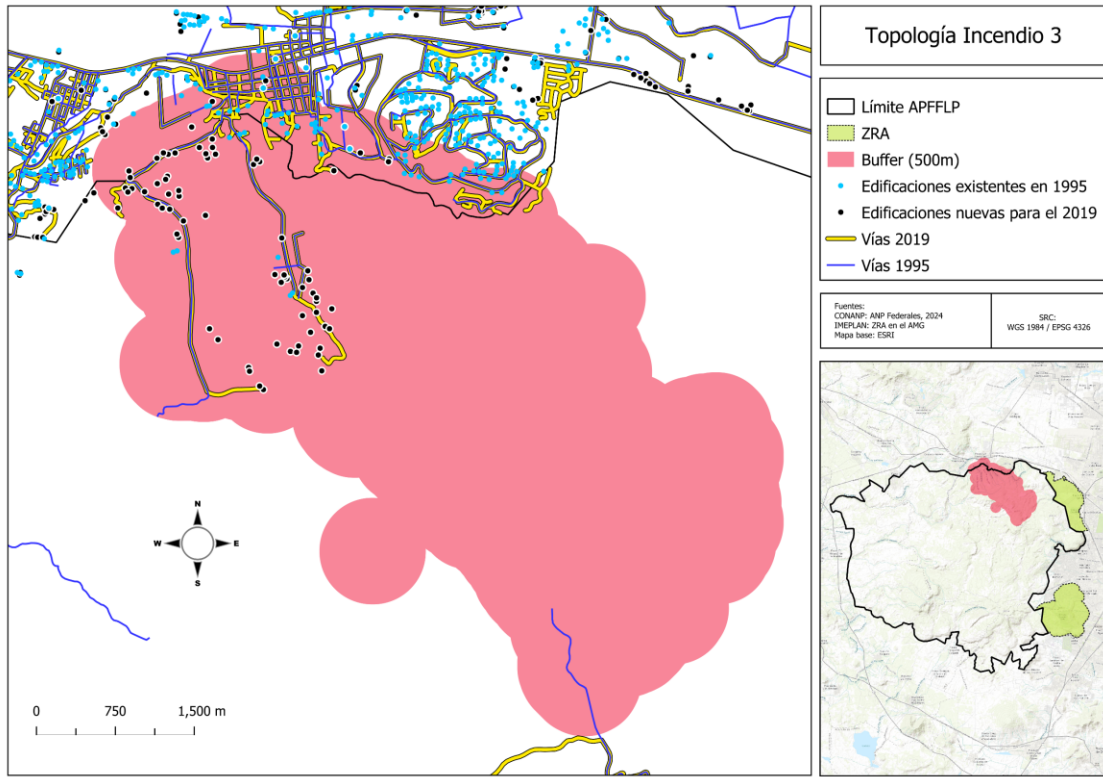 Topología Incendio 3
Límite APFFLP
ZRA
Buffer (500m)
Edificaciones existentes en 1995
Edificaciones nuevas para el 2019
Vías 2019
Vías 1995
Fuentes:
CONANP: ANP Federales, 2024
IMEPLAN: ZRA en el AMG
Mapa base: ESRI
SRC:
WGS 1984 / EPSG 4326
N
W
E
S
0 750 1,500 m